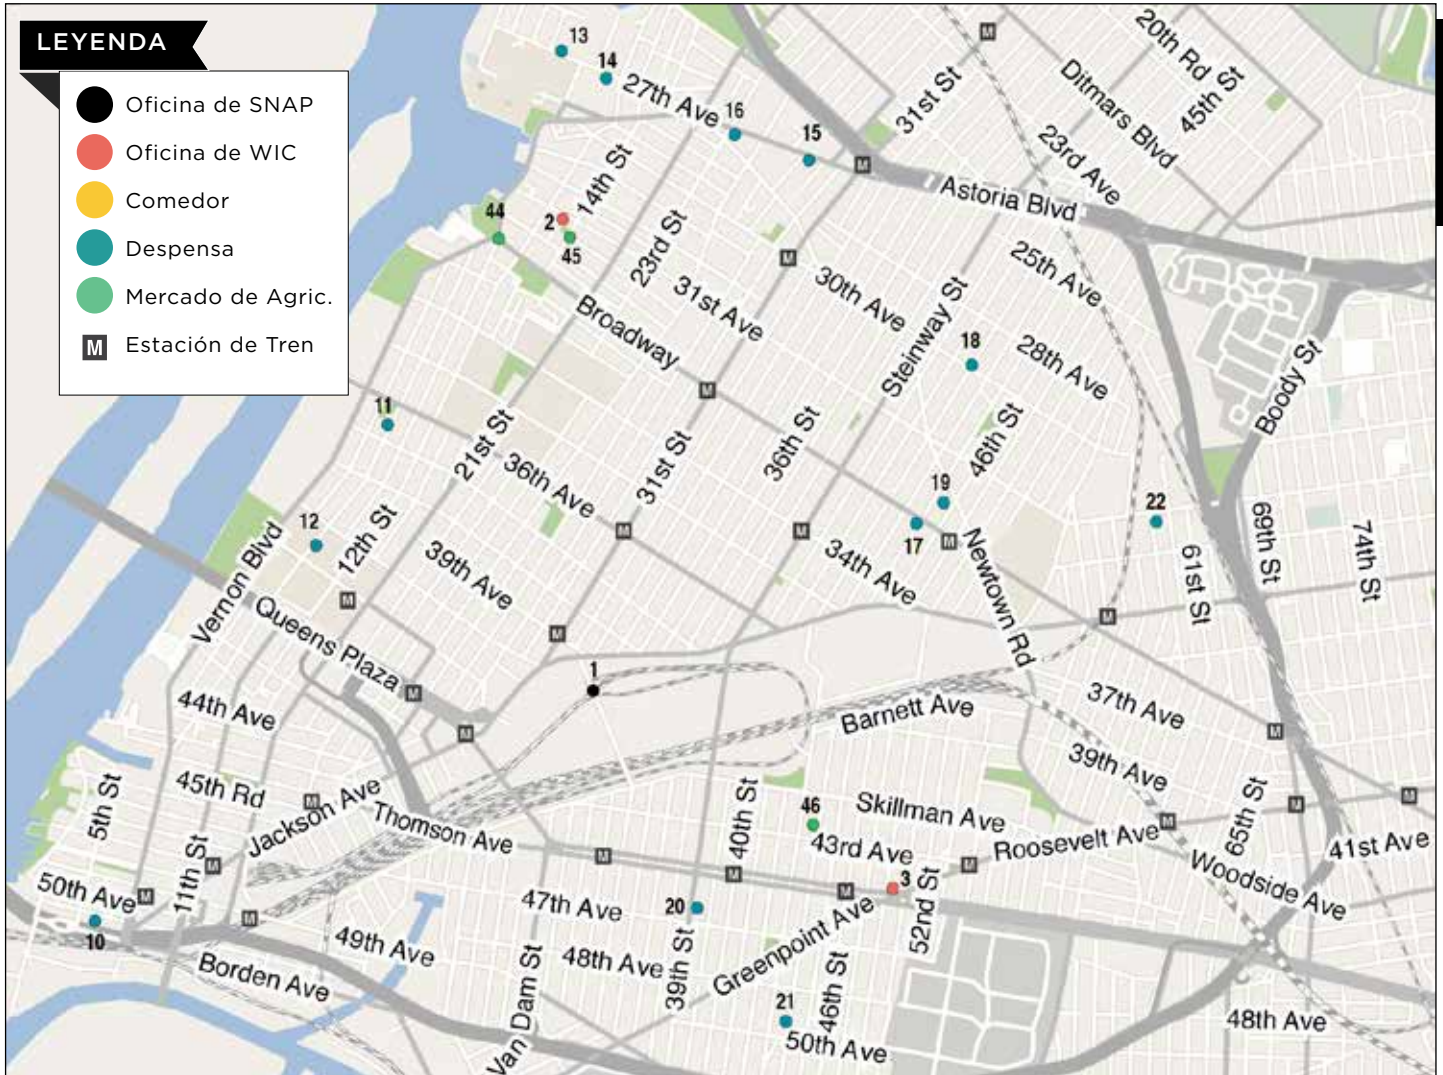 LEYENDA
Oficina de SNAP
Oficina de WIC
Comedor
Despensa
Mercado de Agric.
M Estación de Tren
13
14
27th Ave
16
15
M
31st St
20th Rd
Ditmars Blvd
45th St
23rd Ave
M
Astoria Blvd
44
2
14th St
45
23rd St
M
31st Ave
30th Ave
25th Ave
Broadway
Steinway St
18
28th Ave
Boody St
M
11
21st St
36th Ave
31st St
36th St
46th St
19
17
22
M
M
M
34th Ave
Newtown Rd
61st St
69th St
74th St
12
12th St
39th Ave
Vernon Blvd
M
Queens Plaza
M
M
1
M
M
44th Ave
Barnett Ave
37th Ave
M
39th Ave
5th St
45th Rd
M
Jackson Ave
Thomson Ave
40th St
46
Skillman Ave
43rd Ave
Roosevelt Ave
M
65th St
M
M
41st Ave
Woodside Ave
M
11th St
M
M
M
M
3
M
50th Ave
M
10
M
47th Ave
20
Greenpoint Ave
52nd St
49th Ave
48th Ave
39th St
Borden Ave
Van Dam St
46th St
21
50th Ave
48th Ave